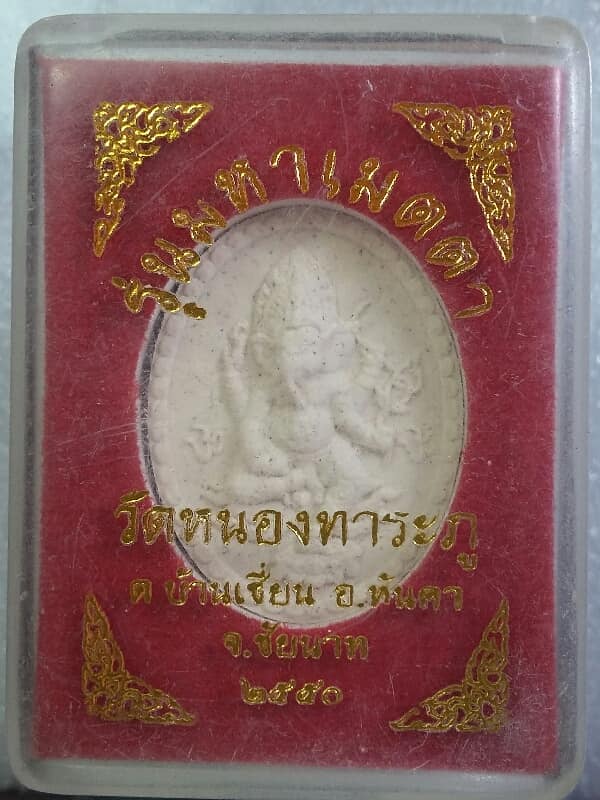 รุ่นมหาเมตตา
วัดหนองทาระภู
ต บ้านเชี่ยน อ.หันคา
จ.ชัยนาท
๒๕๕๐